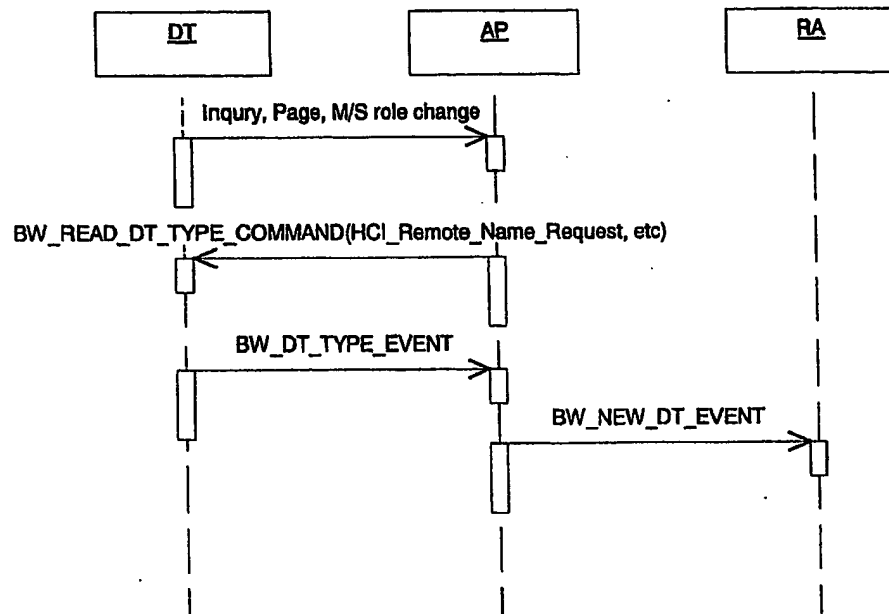 DT
AP
RA
Inqury, Page, M/S role change
BW_READ_DT_TYPE_COMMAND(HCI_Remote_Name_Request, etc)
BW_DT_TYPE_EVENT
BW_NEW_DT_EVENT